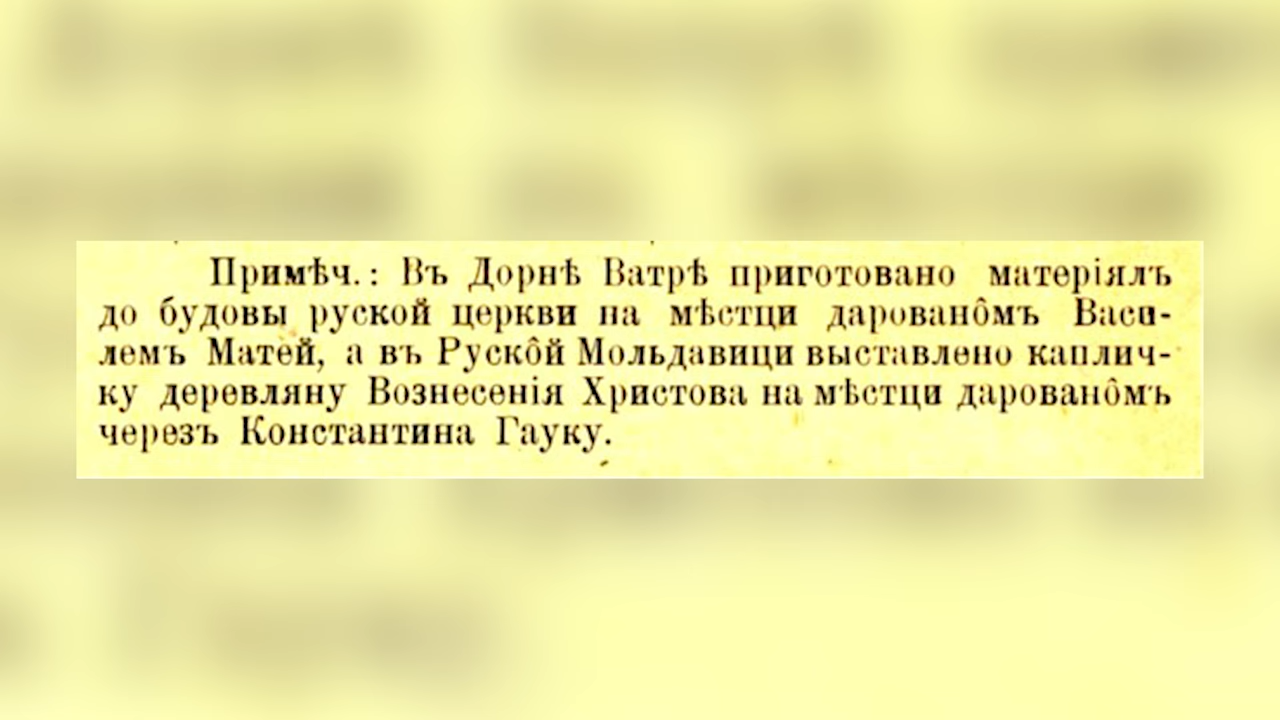 Примѣч.: Въ Дорнѣ Ватрѣ приготовано матеріялъ
до будовы руской церкви на мѣстци дарованôмъ Васи-
лемъ Матей, а въ Рускôй Мольдавици выставлено каплич-
ку деревляну Вознесенія Христова на мѣстци дарованôмъ
черезъ Константина Гауку.